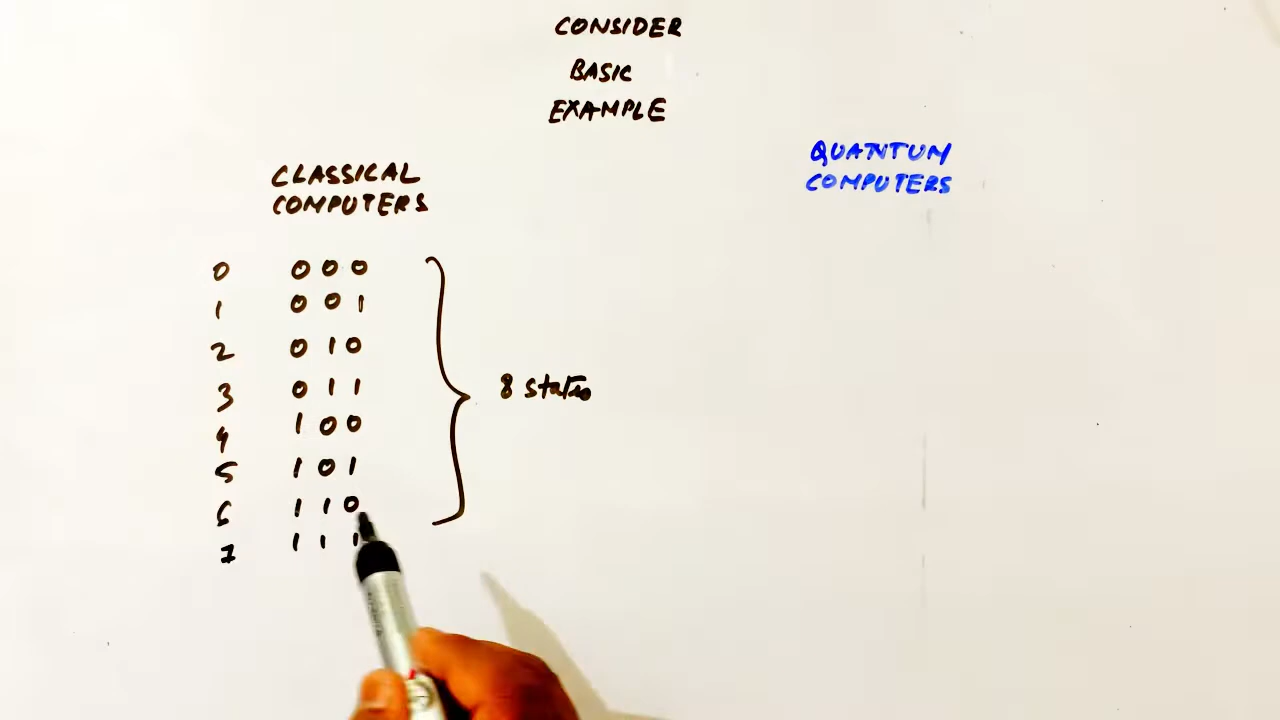 CONSIDER
BASIC
EXAMPLE
CLASSICAL
COMPUTERS
QUANTUM
COMPUTERS
0 000
1 001
2 010
3 011
4 100
5 101
6 110
7 111
8 states